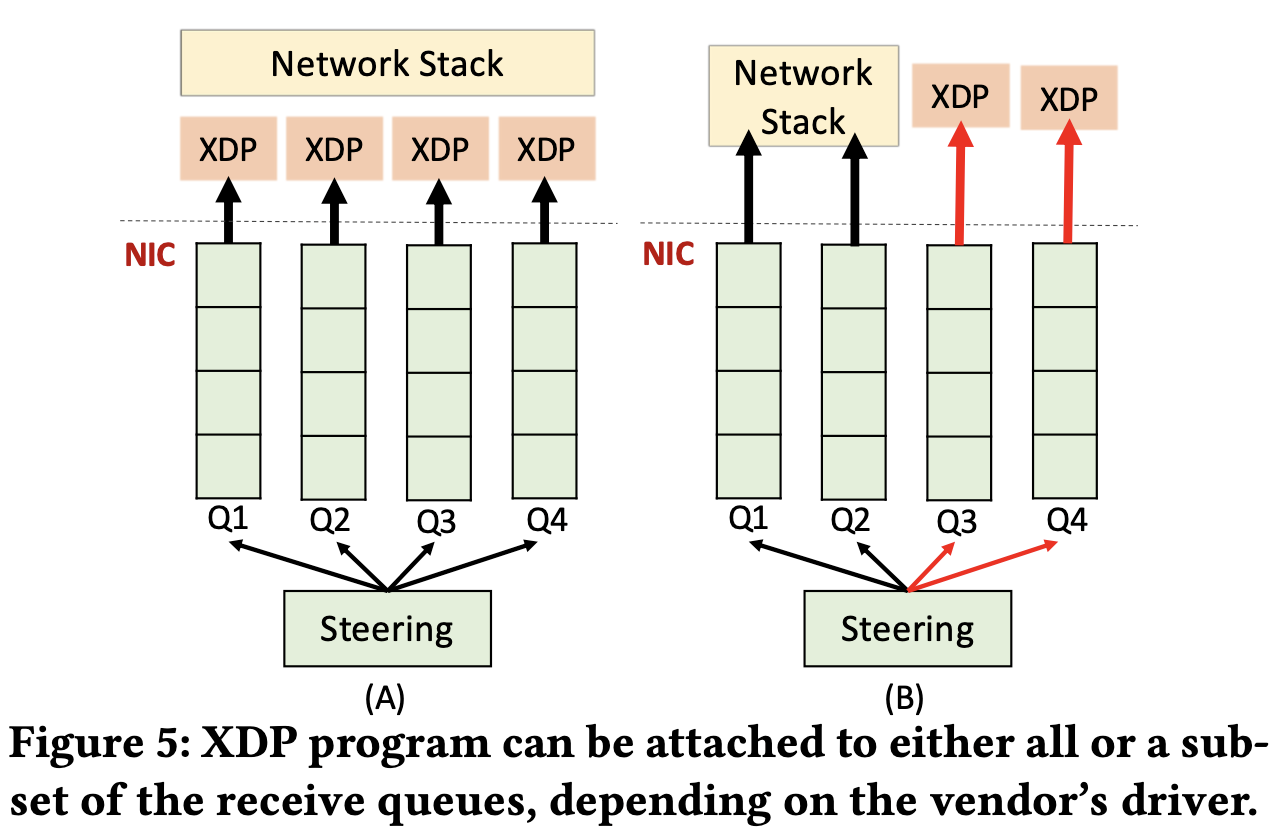 Network Stack
XDP XDP XDP XDP
NIC
Q1 Q2 Q3 Q4
Steering
(A)
Network
Stack
XDP XDP
NIC
Q1 Q2 Q3 Q4
Steering
(B)
Figure 5: XDP program can be attached to either all or a sub-
set of the receive queues, depending on the vendor’s driver.